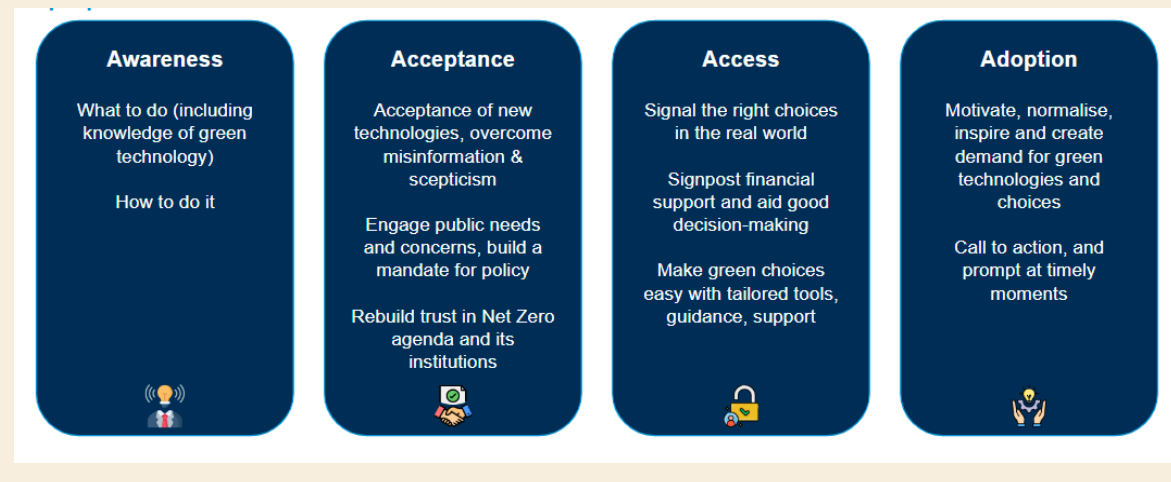 Awareness
What to do (including
knowledge of green
technology)
How to do it
Acceptance
Acceptance of new
technologies, overcome
misinformation &
scepticism
Engage public needs
and concerns, build a
mandate for policy
Rebuild trust in Net Zero
agenda and its
institutions
Access
Signal the right choices
in the real world
Signpost financial
support and aid good
decision-making
Make green choices
easy with tailored tools,
guidance, support
Adoption
Motivate, normalise,
inspire and create
demand for green
technologies and
choices
Call to action, and
prompt at timely
moments